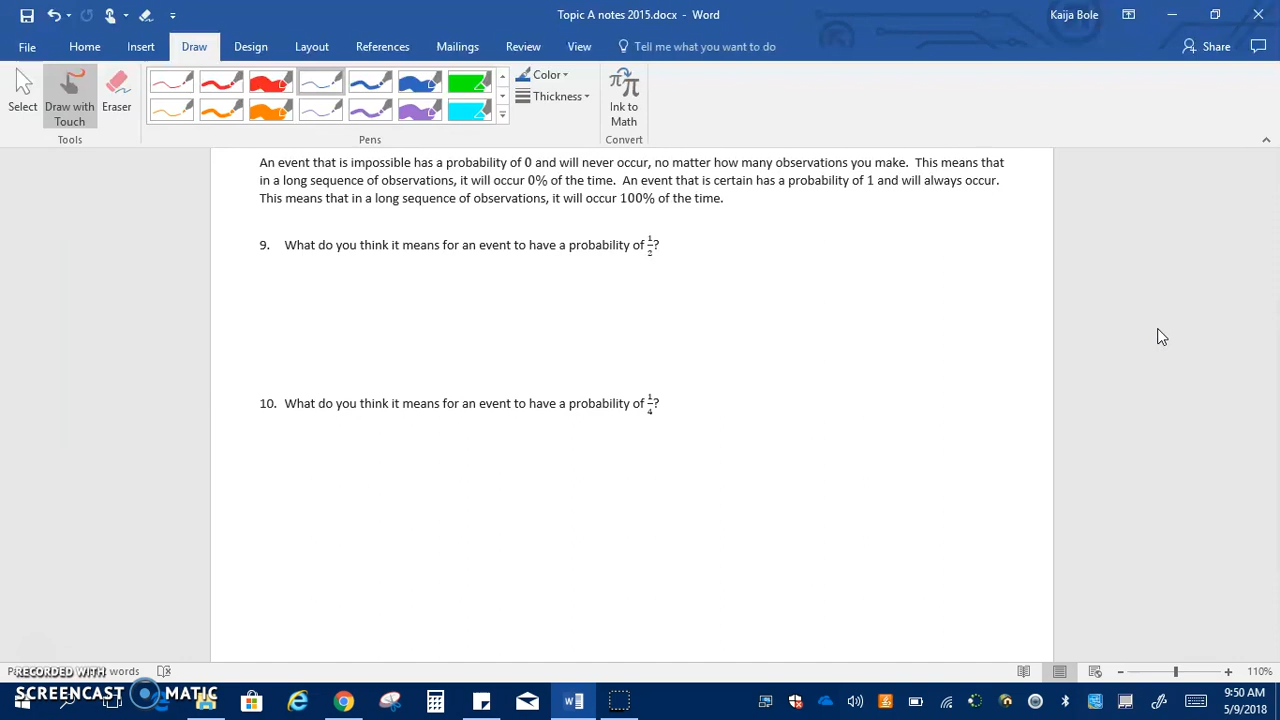 Topic A notes 2015.docx - Word
Kaija Bole
File Home Insert Draw Design Layout References Mailings Review View Tell me what you want to do Share
Select
Draw with Touch
Eraser
Tools
Pens
Color
Thickness
Ink to Math
Convert
An event that is impossible has a probability of 0 and will never occur, no matter how many observations you make. This means that
in a long sequence of observations, it will occur 0% of the time. An event that is certain has a probability of 1 and will always occur.
This means that in a long sequence of observations, it will occur 100% of the time.
9. What do you think it means for an event to have a probability of 1/2?
10. What do you think it means for an event to have a probability of 1/4?
RECORDED WITH words
110%
SCREENCAST MATIC
9:50 AM
5/9/2018